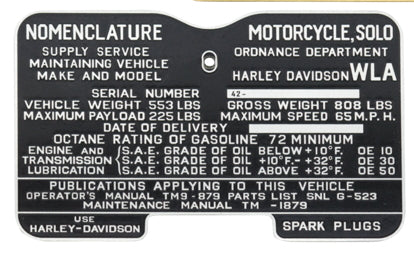 NOMENCLATURE MOTORCYCLE, SOLO
SUPPLY SERVICE ORDNANCE DEPARTMENT
MAINTAINING VEHICLE
MAKE AND MODEL HARLEY DAVIDSON WLA
SERIAL NUMBER 42-
VEHICLE WEIGHT 553 LBS GROSS WEIGHT 808 LBS
MAXIMUM PAYLOAD 225 LBS MAXIMUM SPEED 65 M.P.H.
DATE OF DELIVERY
OCTANE RATING OF GASOLINE 72 MINIMUM
ENGINE AND S.A.E. GRADE OF OIL BELOW +10°F. OE 10
TRANSMISSION S.A.E. GRADE OF OIL +10°F. - +32°F. OE 30
LUBRICATION S.A.E. GRADE OF OIL ABOVE +32°F. OE 50
PUBLICATIONS APPLYING TO THIS VEHICLE
OPERATOR'S MANUAL TM9-879 PARTS LIST SNL G-523
MAINTENANCE MANUAL TM -1879
USE
HARLEY-DAVIDSON SPARK PLUGS